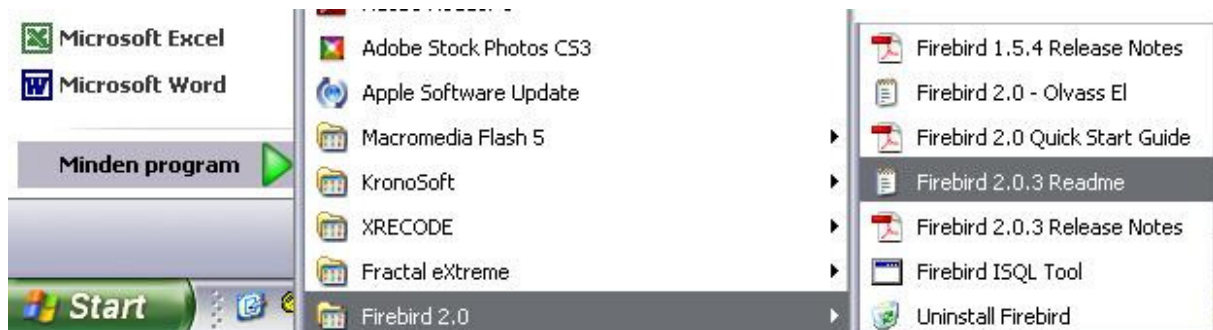 Microsoft Excel
Microsoft Word
Minden program
Start
Adobe Stock Photos CS3
Apple Software Update
Macromedia Flash 5
KronoSoft
XRECODE
Fractal eXtreme
Firebird 2.0
Firebird 1.5.4 Release Notes
Firebird 2.0 - Olvass El
Firebird 2.0 Quick Start Guide
Firebird 2.0.3 Readme
Firebird 2.0.3 Release Notes
Firebird ISQL Tool
Uninstall Firebird